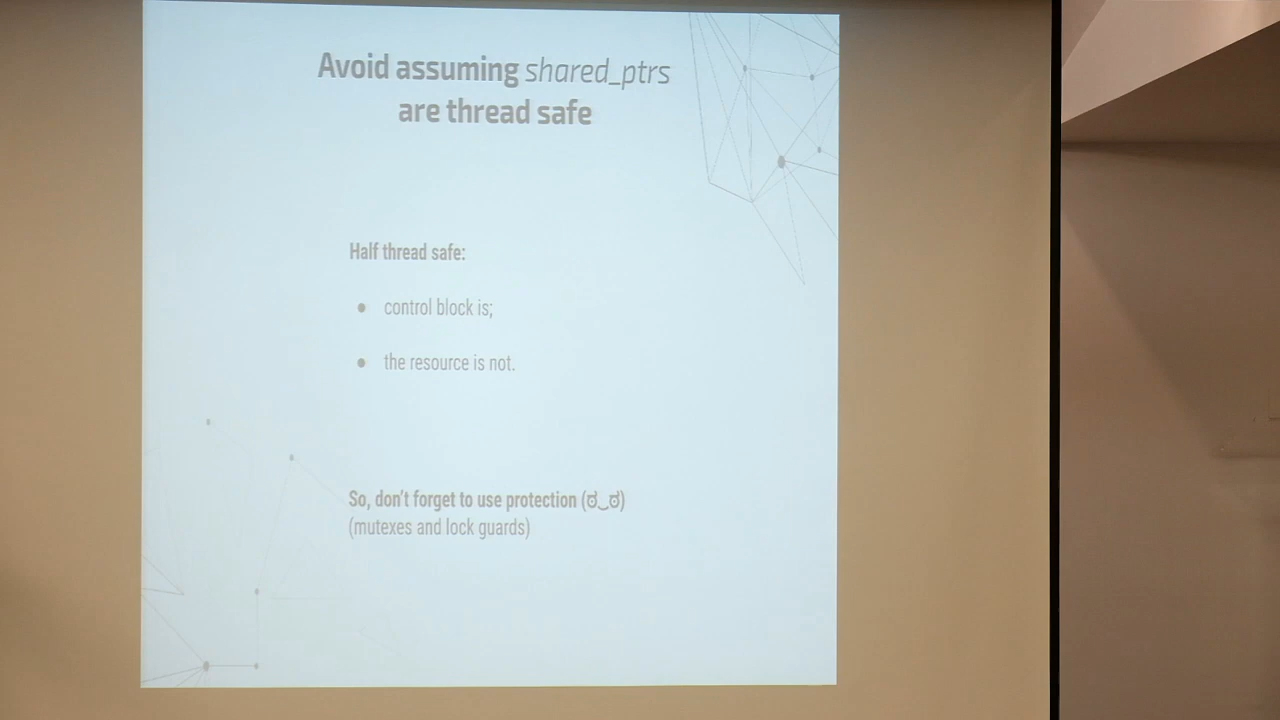 Avoid assuming shared_ptrs
are thread safe
Half thread safe:
● control block is;
● the resource is not.
So, don't forget to use protection (ಠ‿ಠ)
(mutexes and lock guards)